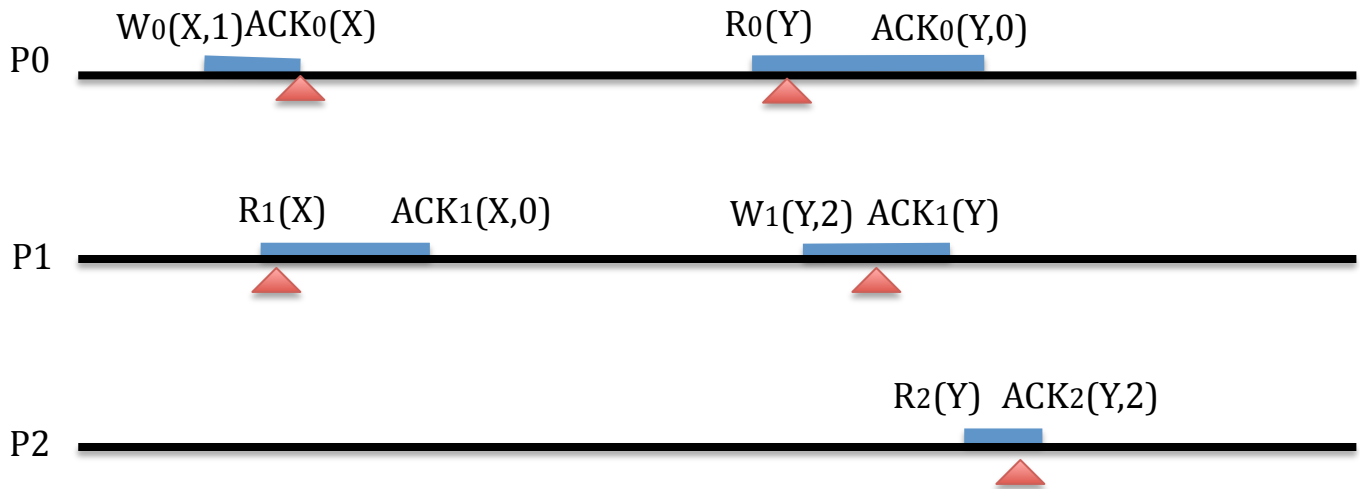 W0(X,1) ACK0(X) R0(Y) ACK0(Y,0)
P0
R1(X) ACK1(X,0) W1(Y,2) ACK1(Y)
P1
R2(Y) ACK2(Y,2)
P2